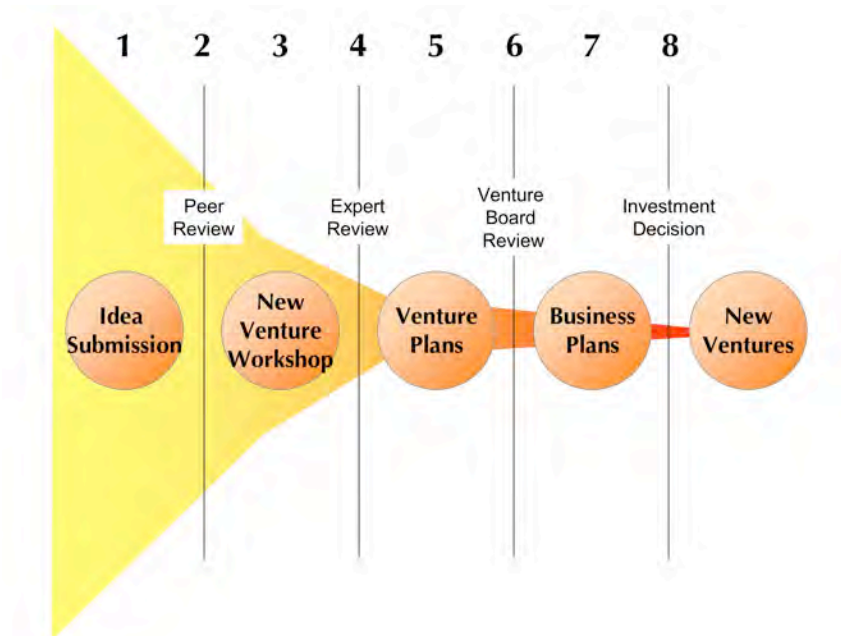 1 2 3 4 5 6 7 8
Peer
Review
Expert
Review
Venture
Board
Review
Investment
Decision
Idea
Submission
New
Venture
Workshop
Venture
Plans
Business
Plans
New
Ventures